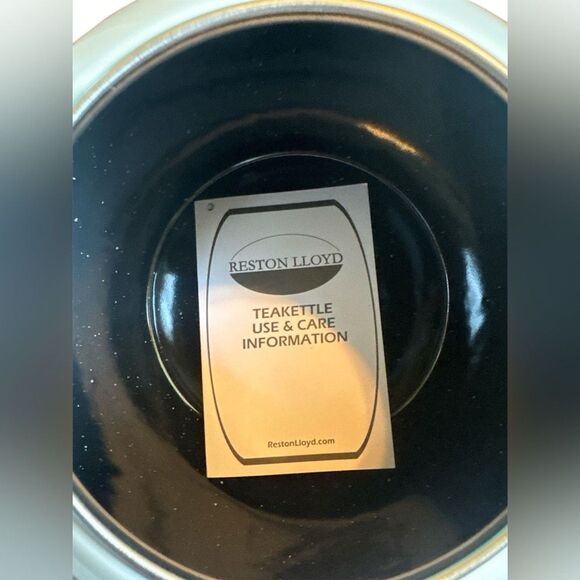 RESTON LLOYD
TEAKETTLE
USE & CARE
INFORMATION
RestonLloyd.com